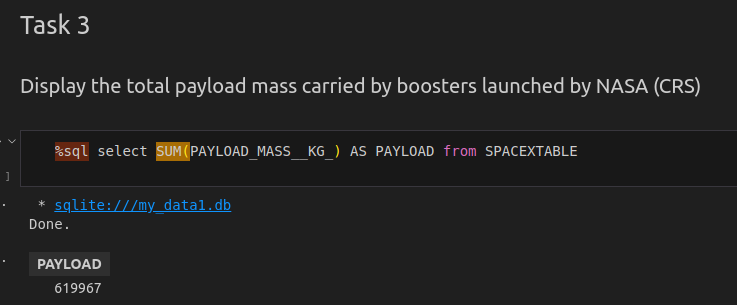 Task 3
Display the total payload mass carried by boosters launched by NASA (CRS)
%sql select SUM(PAYLOAD_MASS__KG_) AS PAYLOAD from SPACEXTABLE
]
* sqlite:///my_data1.db
Done.
PAYLOAD
619967